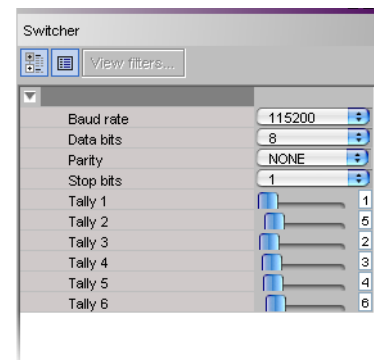 Switcher
View filters...
Baud rate 115200
Data bits 8
Parity NONE
Stop bits 1
Tally 1 1
Tally 2 5
Tally 3 2
Tally 4 3
Tally 5 4
Tally 6 6